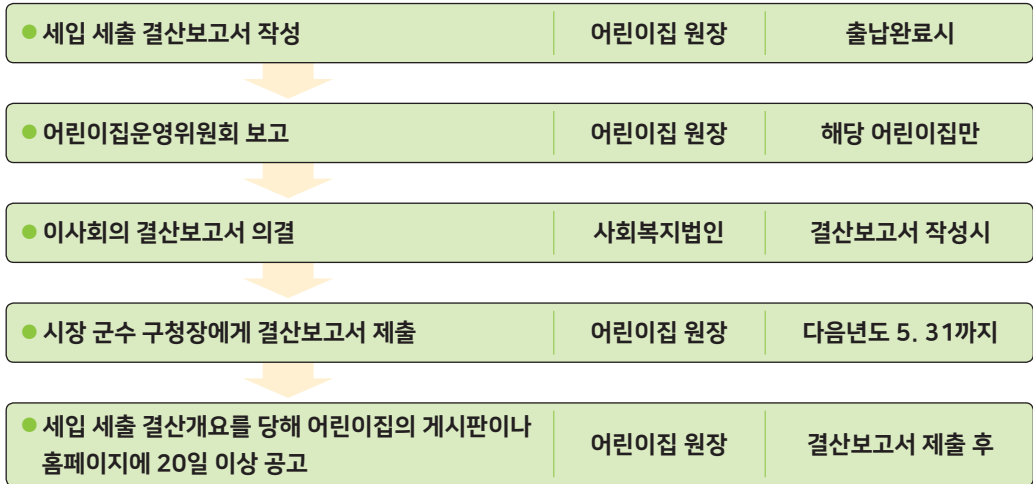 ● 세입 세출 결산보고서 작성 어린이집 원장 출납완료시
● 어린이집운영위원회 보고 어린이집 원장 해당 어린이집만
● 이사회의 결산보고서 의결 사회복지법인 결산보고서 작성시
● 시장 군수 구청장에게 결산보고서 제출 어린이집 원장 다음년도 5. 31까지
● 세입 세출 결산개요를 당해 어린이집의 게시판이나
홈페이지에 20일 이상 공고 어린이집 원장 결산보고서 제출 후